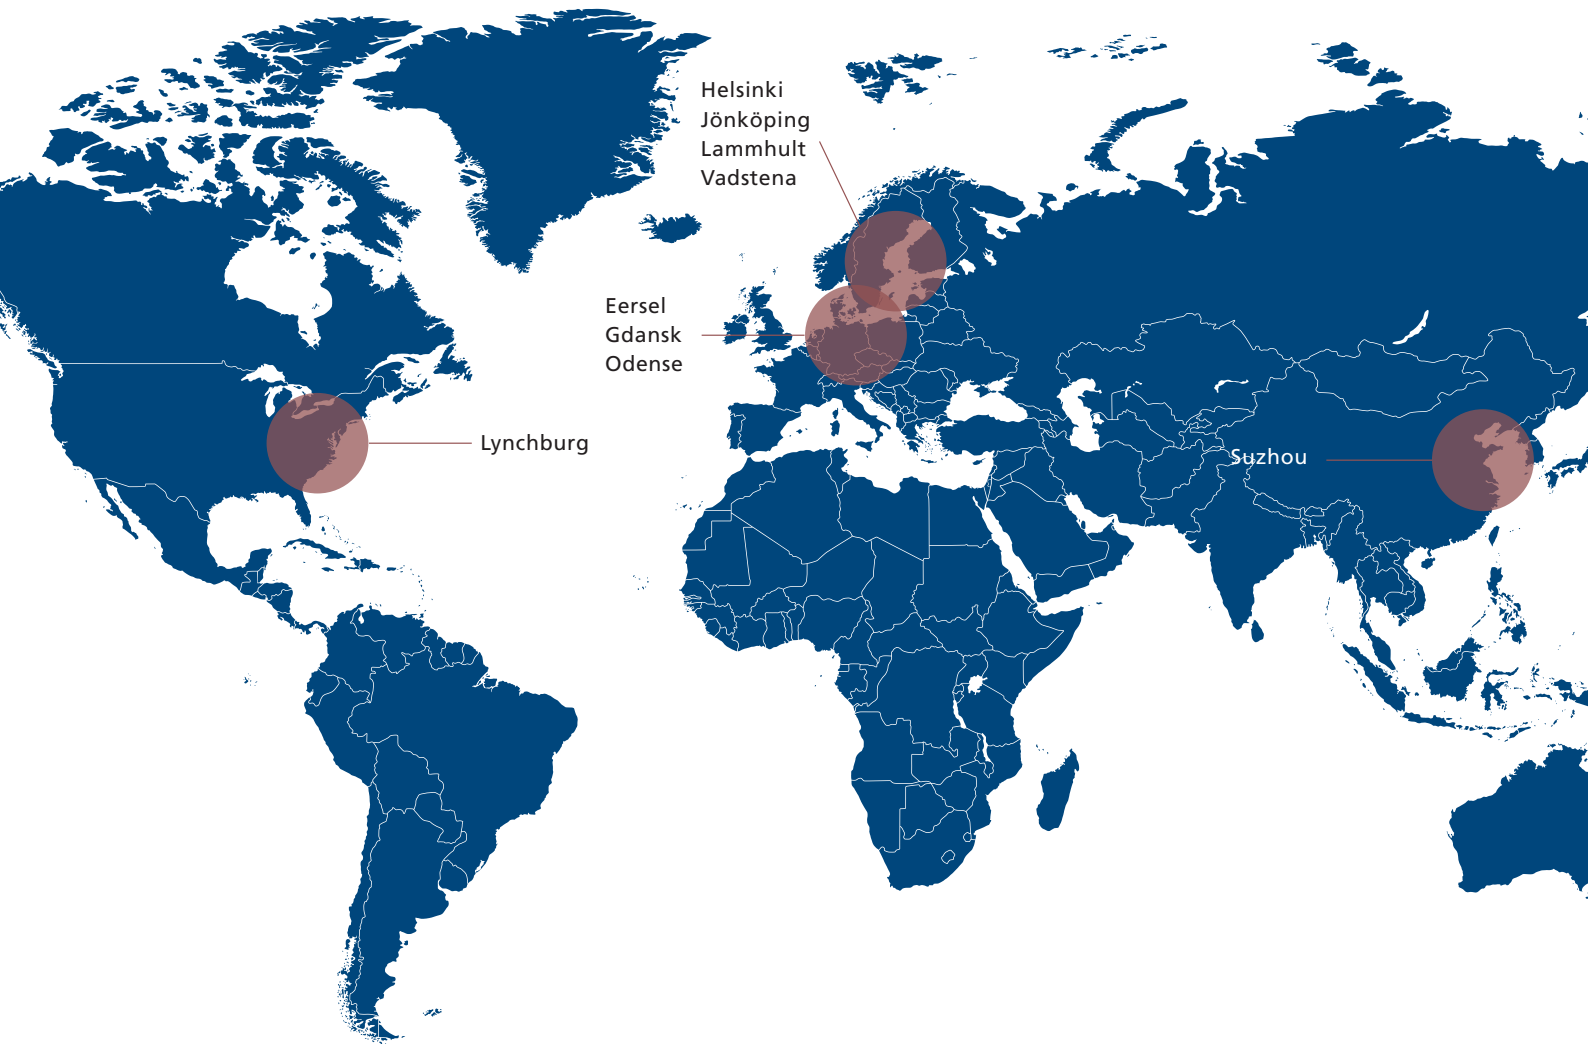 Helsinki
Jönköping
Lammhult
Vadstena
Eersel
Gdansk
Odense
Lynchburg
Suzhou